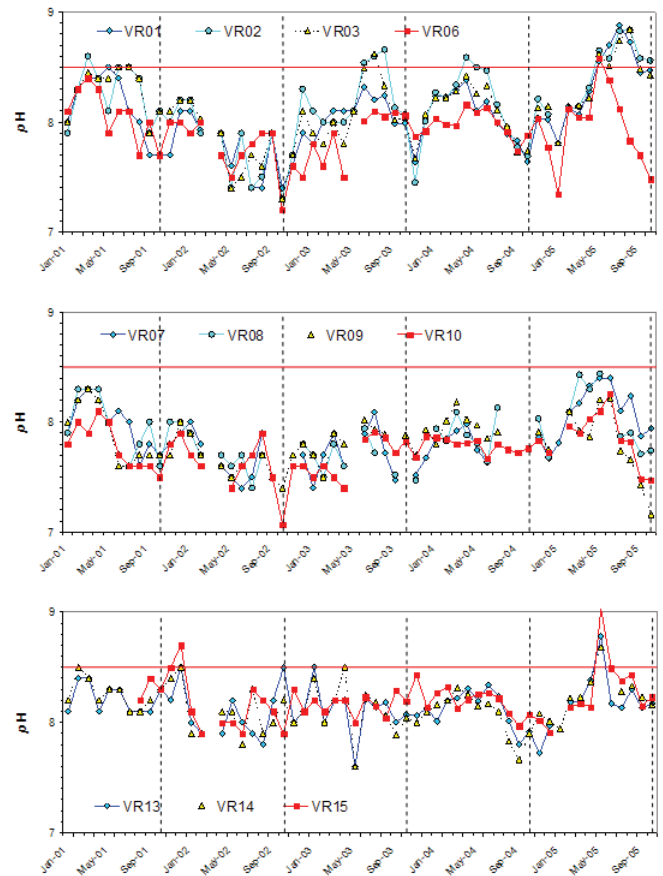 9
8
7
pH
VR01 VR02 VR03 VR06
Jan-01 May-01 Sep-01 Jan-02 May-02 Sep-02 Jan-03 May-03 Sep-03 Jan-04 May-04 Sep-04 Jan-05 May-05 Sep-05
9
8
7
pH
VR07 VR08 VR09 VR10
Jan-01 May-01 Sep-01 Jan-02 May-02 Sep-02 Jan-03 May-03 Sep-03 Jan-04 May-04 Sep-04 Jan-05 May-05 Sep-05
9
8
7
pH
VR13 VR14 VR15
Jan-01 May-01 Sep-01 Jan-02 May-02 Sep-02 Jan-03 May-03 Sep-03 Jan-04 May-04 Sep-04 Jan-05 May-05 Sep-05